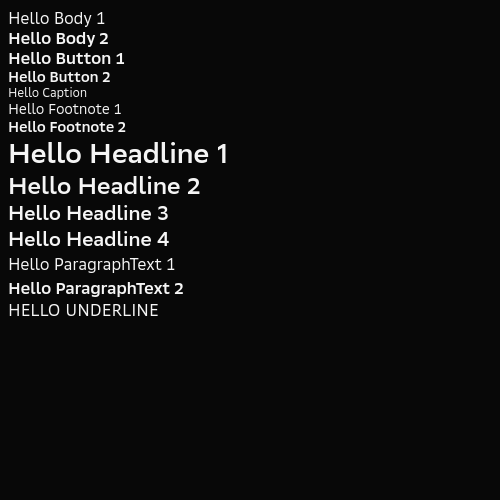 Hello Body 1
Hello Body 2
Hello Button 1
Hello Button 2
Hello Caption
Hello Footnote 1
Hello Footnote 2
Hello Headline 1
Hello Headline 2
Hello Headline 3
Hello Headline 4
Hello ParagraphText 1
Hello ParagraphText 2
HELLO UNDERLINE